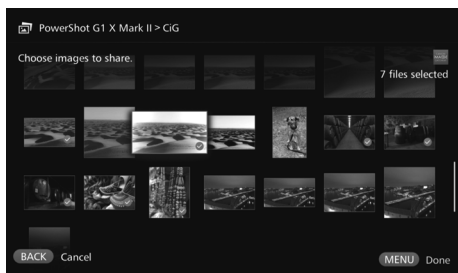 PowerShot G1 X Mark II > CiG
Choose images to share.
7 files selected
BACK Cancel
MENU Done